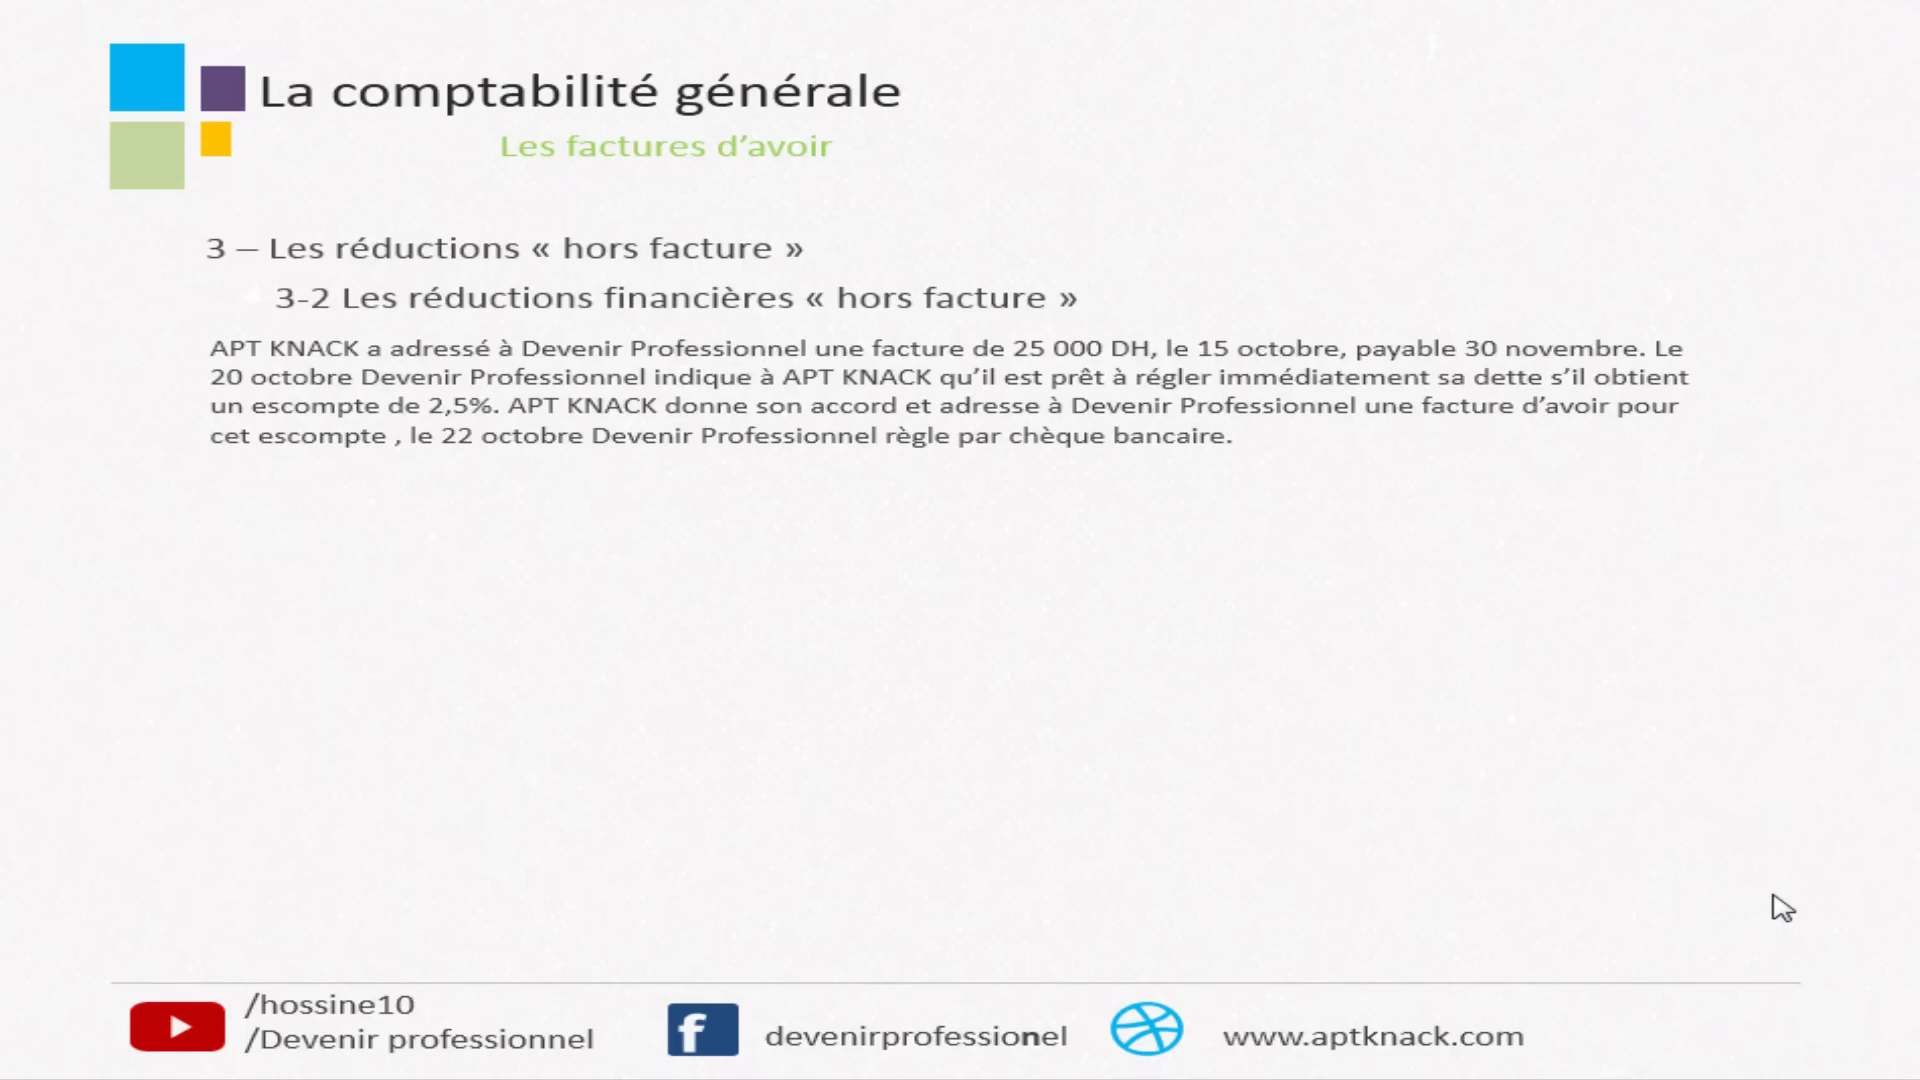 La comptabilité générale
Les factures d’avoir
3 – Les réductions « hors facture »
3-2 Les réductions financières « hors facture »
APT KNACK a adressé à Devenir Professionnel une facture de 25 000 DH, le 15 octobre, payable 30 novembre. Le
20 octobre Devenir Professionnel indique à APT KNACK qu’il est prêt à régler immédiatement sa dette s’il obtient
un escompte de 2,5%. APT KNACK donne son accord et adresse à Devenir Professionnel une facture d’avoir pour
cet escompte , le 22 octobre Devenir Professionnel règle par chèque bancaire.
/hossine10
/Devenir professionnel
devenirprofessionel
www.aptknack.com